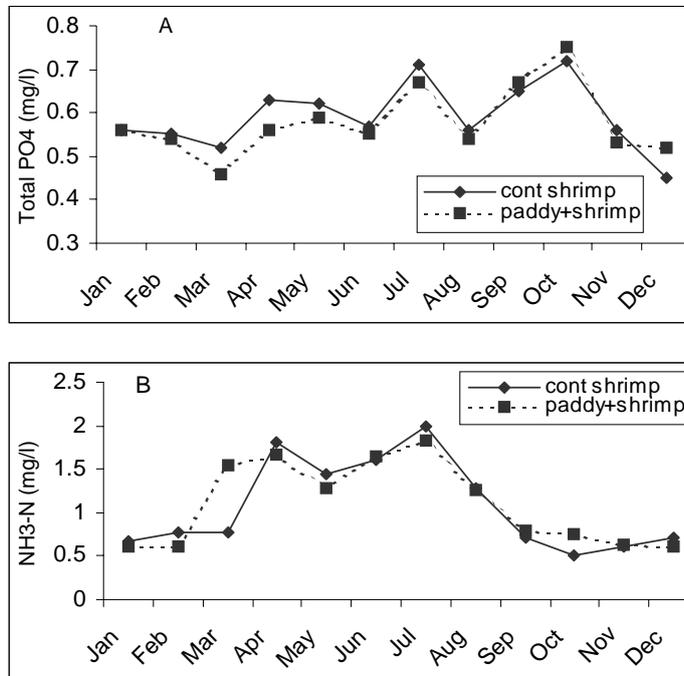 A
Total PO4 (mg/l)
0.8
0.7
0.6
0.5
0.4
0.3
cont shrimp
paddy+shrimp
Jan Feb Mar Apr May Jun Jul Aug Sep Oct Nov Dec
B
NH3-N (mg/l)
2.5
2
1.5
1
0.5
0
cont shrimp
paddy+shrimp
Jan Feb Mar Apr May Jun Jul Aug Sep Oct Nov Dec